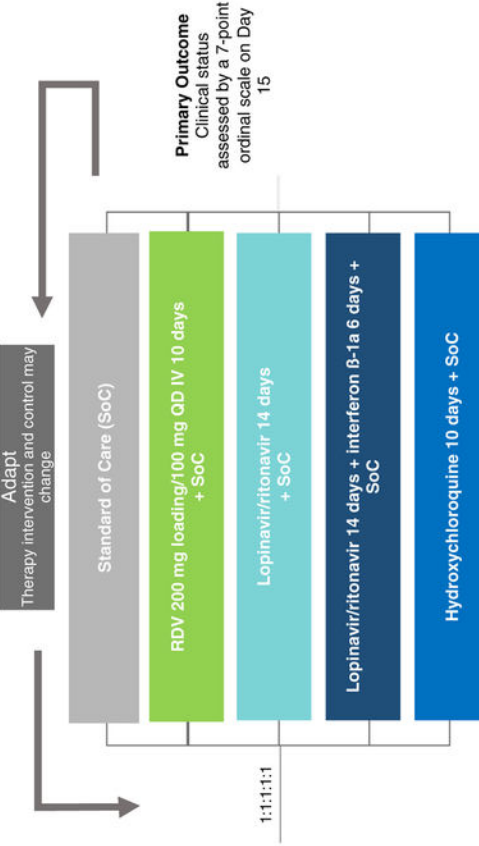 Adapt
Therapy intervention and control may
change
1:1:1:1:1
Standard of Care (SoC)
RDV 200 mg loading/100 mg QD IV 10 days
+ SoC
Lopinavir/ritonavir 14 days
+ SoC
Lopinavir/ritonavir 14 days + interferon ß-1a 6 days +
SoC
Hydroxychloroquine 10 days + SoC
Primary Outcome
Clinical status
assessed by a 7-point
ordinal scale on Day
15